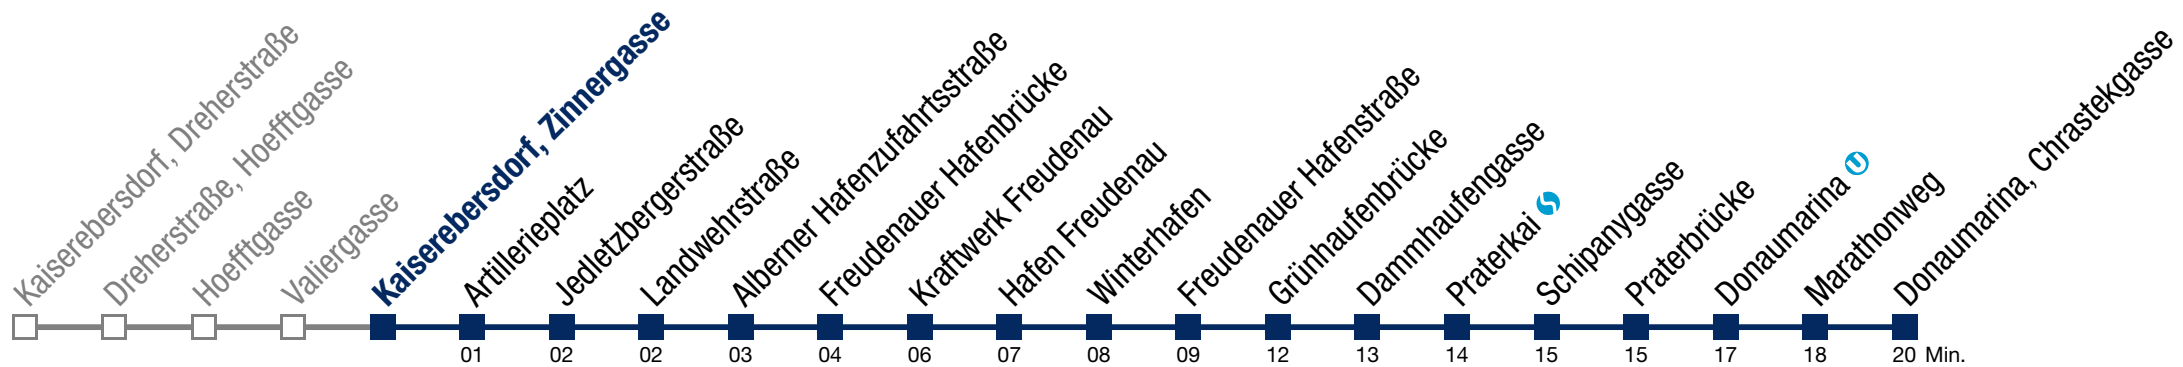 Kaiserebersdorf, Dreherstraße
Dreherstraße, Hoefftgasse
Hoefftgasse
Valiergasse
Kaiserebersdorf, Zinnergasse
Artillerieplatz
Jedletzbergerstraße
Landwehrstraße
Alberner Hafenzufahrtsstraße
Freudenauer Hafenbrücke
Kraftwerk Freudenau
Hafen Freudenau
Winterhafen
Freudenauer Hafenstraße
Grünhaufenbrücke
Dammhaufengasse
Praterkai S
Schipanygasse
Praterbrücke
Donaumarina U
Marathonweg
Donaumarina, Chrastekgasse
01 02 02 03 04 06 07 08 09 12 13 14 15 15 17 18 20 Min.